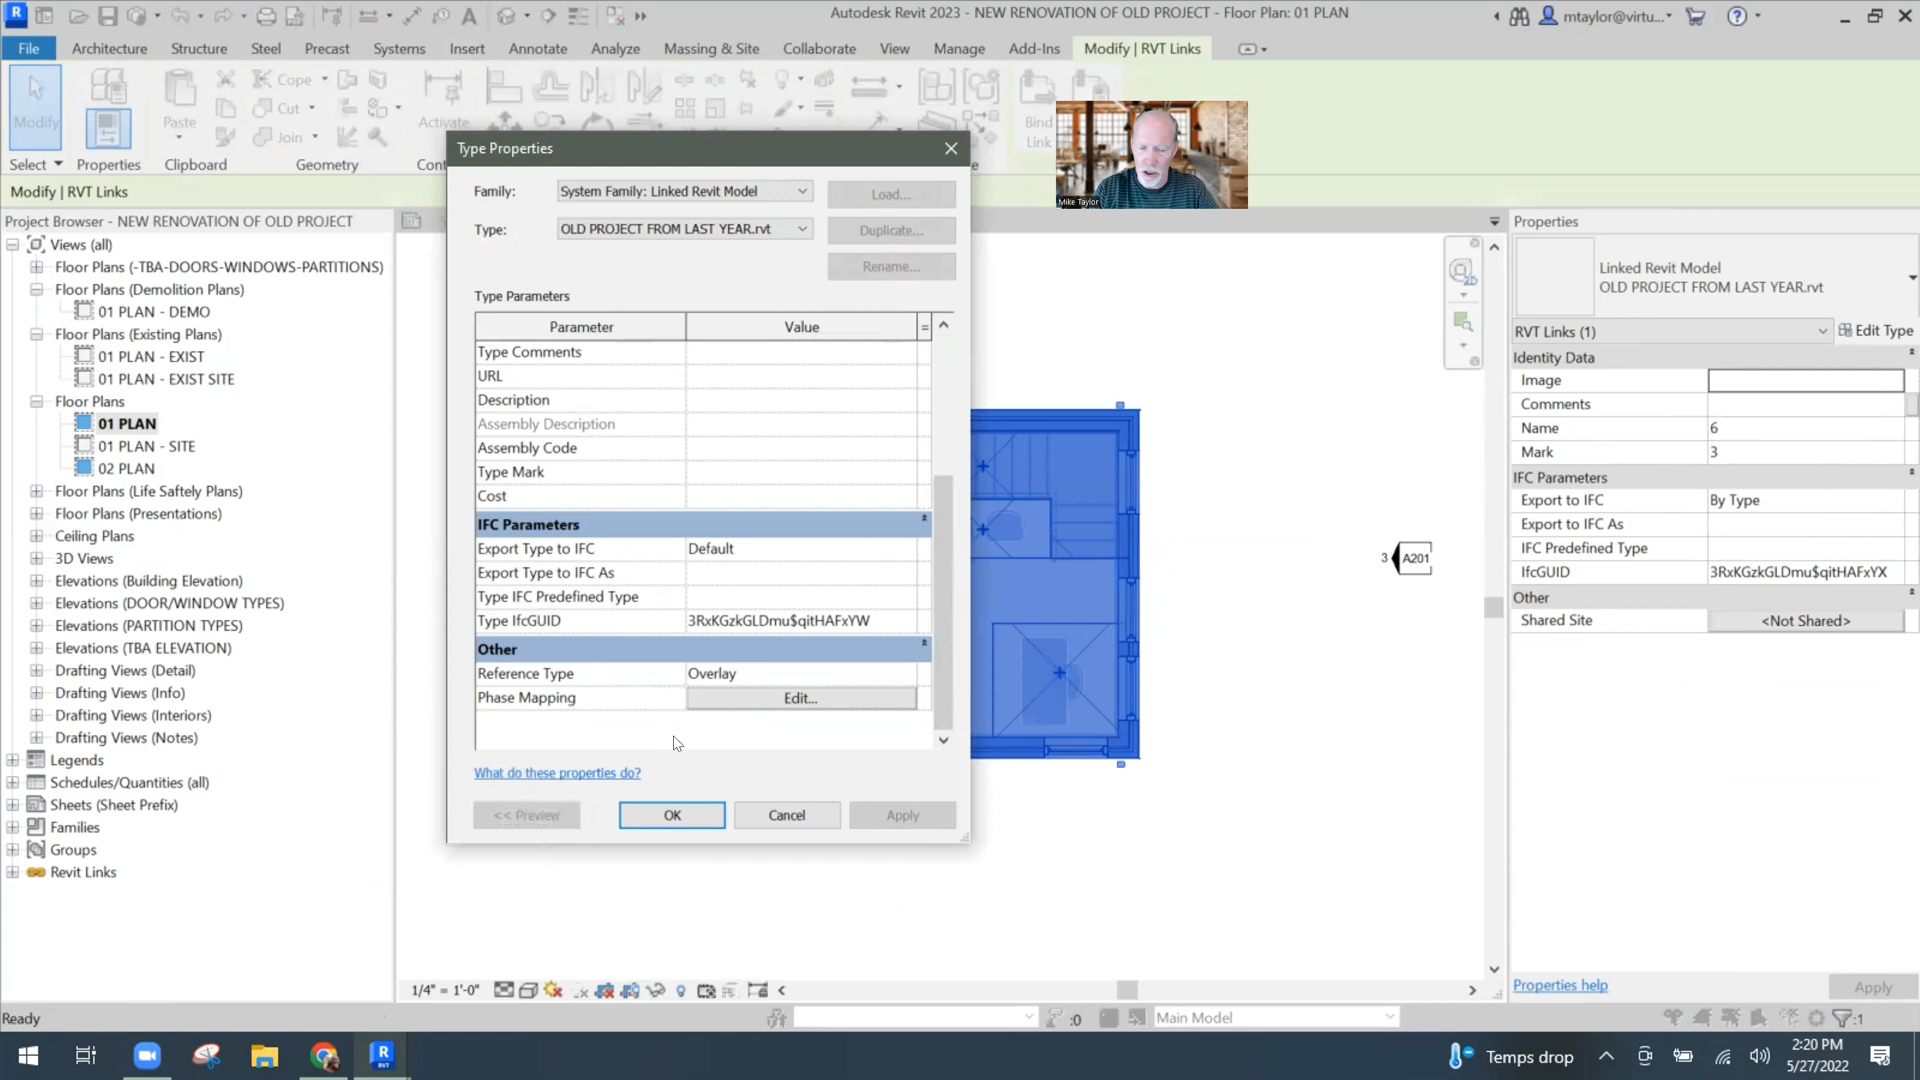 Autodesk Revit 2023 - NEW RENOVATION OF OLD PROJECT - Floor Plan: 01 PLAN
mtaylor@virtu...
File Architecture Structure Steel Precast Systems Insert Annotate Analyze Massing & Site Collaborate View Manage Add-Ins Modify | RVT Links
Modify
Paste
Cope
Cut
Join
Activate
Bind
Link
Select Properties Clipboard Geometry Cont
Mike Taylor
Modify | RVT Links
Project Browser - NEW RENOVATION OF OLD PROJECT
Views (all)
Floor Plans (-TBA-DOORS-WINDOWS-PARTITIONS)
Floor Plans (Demolition Plans)
01 PLAN - DEMO
Floor Plans (Existing Plans)
01 PLAN - EXIST
01 PLAN - EXIST SITE
Floor Plans
01 PLAN
01 PLAN - SITE
02 PLAN
Floor Plans (Life Saftely Plans)
Floor Plans (Presentations)
Ceiling Plans
3D Views
Elevations (Building Elevation)
Elevations (DOOR/WINDOW TYPES)
Elevations (PARTITION TYPES)
Elevations (TBA ELEVATION)
Drafting Views (Detail)
Drafting Views (Info)
Drafting Views (Interiors)
Drafting Views (Notes)
Legends
Schedules/Quantities (all)
Sheets (Sheet Prefix)
Families
Groups
Revit Links
Type Properties
Family: System Family: Linked Revit Model Load...
Type: OLD PROJECT FROM LAST YEAR.rvt Duplicate...
Rename...
Type Parameters
Parameter Value =
Type Comments
URL
Description
Assembly Description
Assembly Code
Type Mark
Cost
IFC Parameters
Export Type to IFC Default
Export Type to IFC As
Type IFC Predefined Type
Type IfcGUID 3RxKGzkGLDmu$qitHAFxYW
Other
Reference Type Overlay
Phase Mapping Edit...
What do these properties do?
<< Preview OK Cancel Apply
2D
3 A201
Properties
Linked Revit Model
OLD PROJECT FROM LAST YEAR.rvt
RVT Links (1) Edit Type
Identity Data
Image
Comments
Name 6
Mark 3
IFC Parameters
Export to IFC By Type
Export to IFC As
IFC Predefined Type
IfcGUID 3RxKGzkGLDmu$qitHAFxYX
Other
Shared Site <Not Shared>
Properties help Apply
1/4" = 1'-0"
Ready
:0
Main Model
:1
R
RVT
Temps drop
2:20 PM
5/27/2022